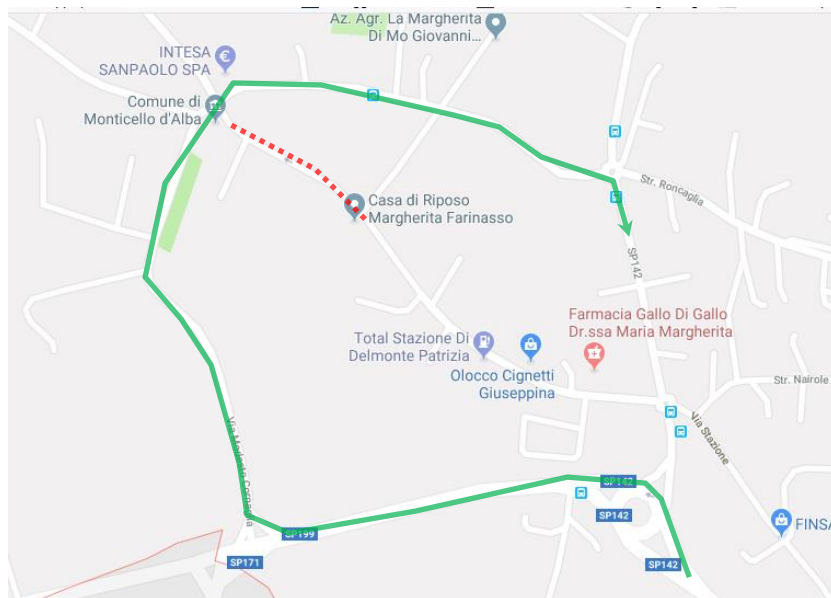 Az. Agr. La Margherita
Di Mo Giovanni...
INTESA
SANPAOLO SPA
Comune di
Monticello d'Alba
Str. Roncaglia
Casa di Riposo
Margherita Farinasso
SP142
Farmacia Gallo Di Gallo
Dr.ssa Maria Margherita
Total Stazione Di
Delmonte Patrizia
Olocco Cignetti
Giuseppina
Str. Nairole
Via Stazione
SP142
SP142
FINSA
SP199
SP171
SP142